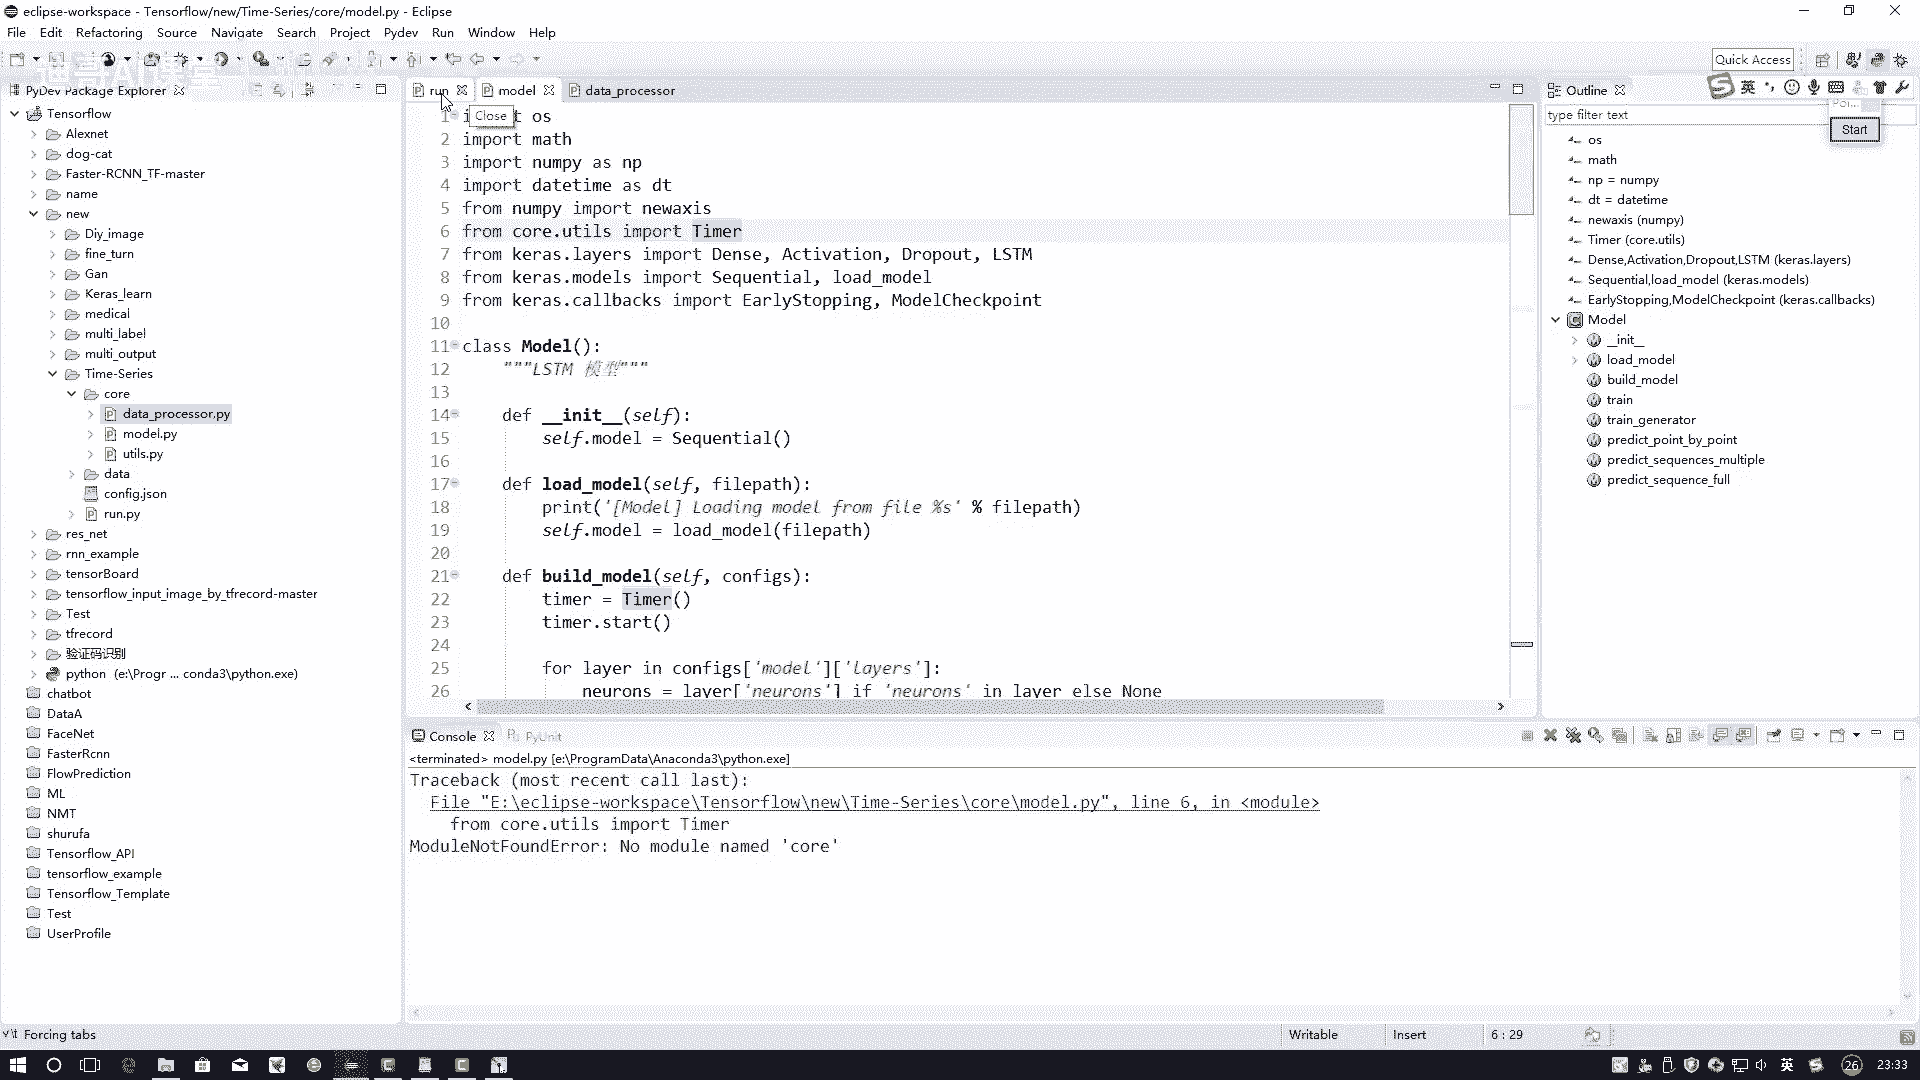 eclipse-workspace - Tensorflow/new/Time-Series/core/model.py - Eclipse
File Edit Refactoring Source Navigate Search Project Pydev Run Window Help
Quick Access
PyDev Package Explorer
Tensorflow
Alexnet
dog-cat
Faster-RCNN_TF-master
name
new
Diy_image
fine_turn
Gan
Keras_learn
medical
multi_label
multi_output
Time-Series
core
data_processor.py
model.py
utils.py
data
config.json
run.py
res_net
rnn_example
tensorBoard
tensorflow_input_image_by_tfrecord-master
Test
tfrecord
验证码识别
python (e:\Progr ... conda3\python.exe)
chatbot
DataA
FaceNet
FasterRcnn
FlowPrediction
ML
NMT
shurufa
Tensorflow_API
tensorflow_example
Tensorflow_Template
Test
UserProfile
run model data_processor
Close
1 os
2 import math
3 import numpy as np
4 import datetime as dt
5 from numpy import newaxis
6 from core.utils import Timer
7 from keras.layers import Dense, Activation, Dropout, LSTM
8 from keras.models import Sequential, load_model
9 from keras.callbacks import EarlyStopping, ModelCheckpoint
10
11 class Model():
12 """LSTM 模型"""
13
14 def __init__(self):
15 self.model = Sequential()
16
17 def load_model(self, filepath):
18 print('[Model] Loading model from file %s' % filepath)
19 self.model = load_model(filepath)
20
21 def build_model(self, configs):
22 timer = Timer()
23 timer.start()
24
25 for layer in configs['model']['layers']:
26 neurons = layer['neurons'] if 'neurons' in layer else None
Outline
英
type filter text
Start
os
math
np = numpy
dt = datetime
newaxis (numpy)
Timer (core.utils)
Dense,Activation,Dropout,LSTM (keras.layers)
Sequential,load_model (keras.models)
EarlyStopping,ModelCheckpoint (keras.callbacks)
Model
__init__
load_model
build_model
train
train_generator
predict_point_by_point
predict_sequences_multiple
predict_sequence_full
Console PyUnit
<terminated> model.py [e:\ProgramData\Anaconda3\python.exe]
Traceback (most recent call last):
File "E:\eclipse-workspace\Tensorflow\new\Time-Series\core\model.py", line 6, in <module>
from core.utils import Timer
ModuleNotFoundError: No module named 'core'
Forcing tabs
Writable Insert 6 : 29
英 26 23:33